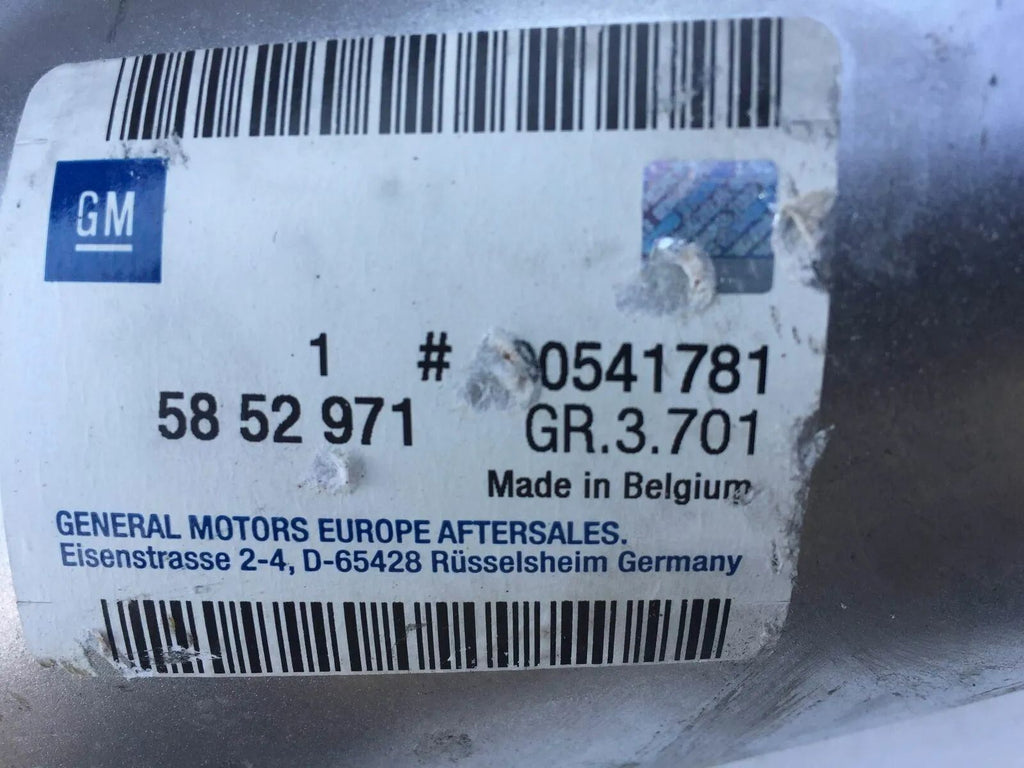 GM
1 # 0541781
58 52 971 GR.3.701
Made in Belgium
GENERAL MOTORS EUROPE AFTERSALES.
Eisenstrasse 2-4, D-65428 Rüsselsheim Germany